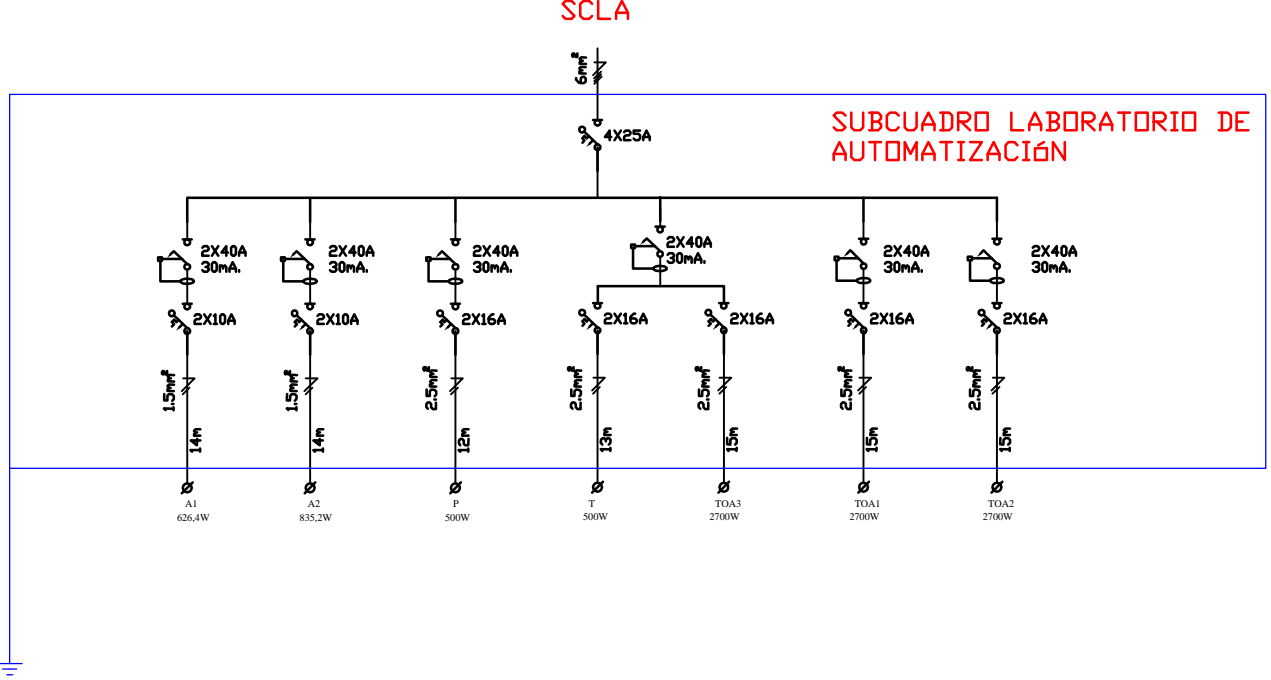 SCLA
6mm²
SUBCUADRO LABORATORIO DE
AUTOMATIZACIóN
4X25A
2X40A
30mA.
2X40A
30mA.
2X40A
30mA.
2X40A
30mA.
2X40A
30mA.
2X40A
30mA.
2X10A
2X10A
2X16A
2X16A
2X16A
2X16A
2X16A
1.5mm²
1.5mm²
2.5mm²
2.5mm²
2.5mm²
2.5mm²
2.5mm²
14m
14m
12m
13m
15m
15m
15m
A1
A2
P
T
TOA3
TOA1
TOA2
626,4W
835,2W
500W
500W
2700W
2700W
2700W